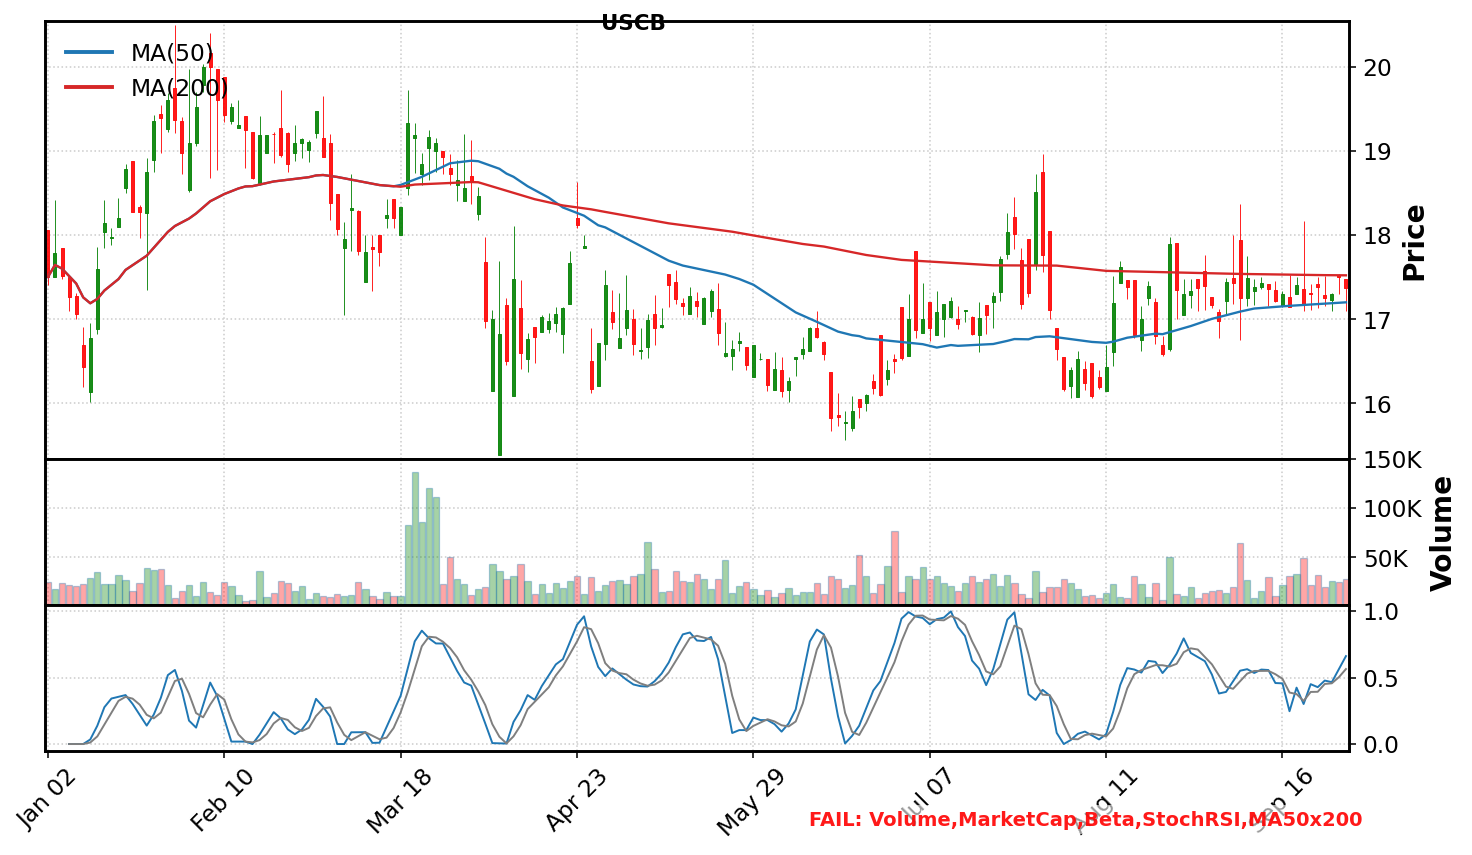 USCB
MA(50)
MA(200)
20
19
18
17
16
Price
150K
100K
50K
Volume
1.0
0.5
0.0
Jan 02
Feb 10
Mar 18
Apr 23
May 29
Jul 07
Aug 11
Sep 16
FAIL: Volume,MarketCap,Beta,StochRSI,MA50x200